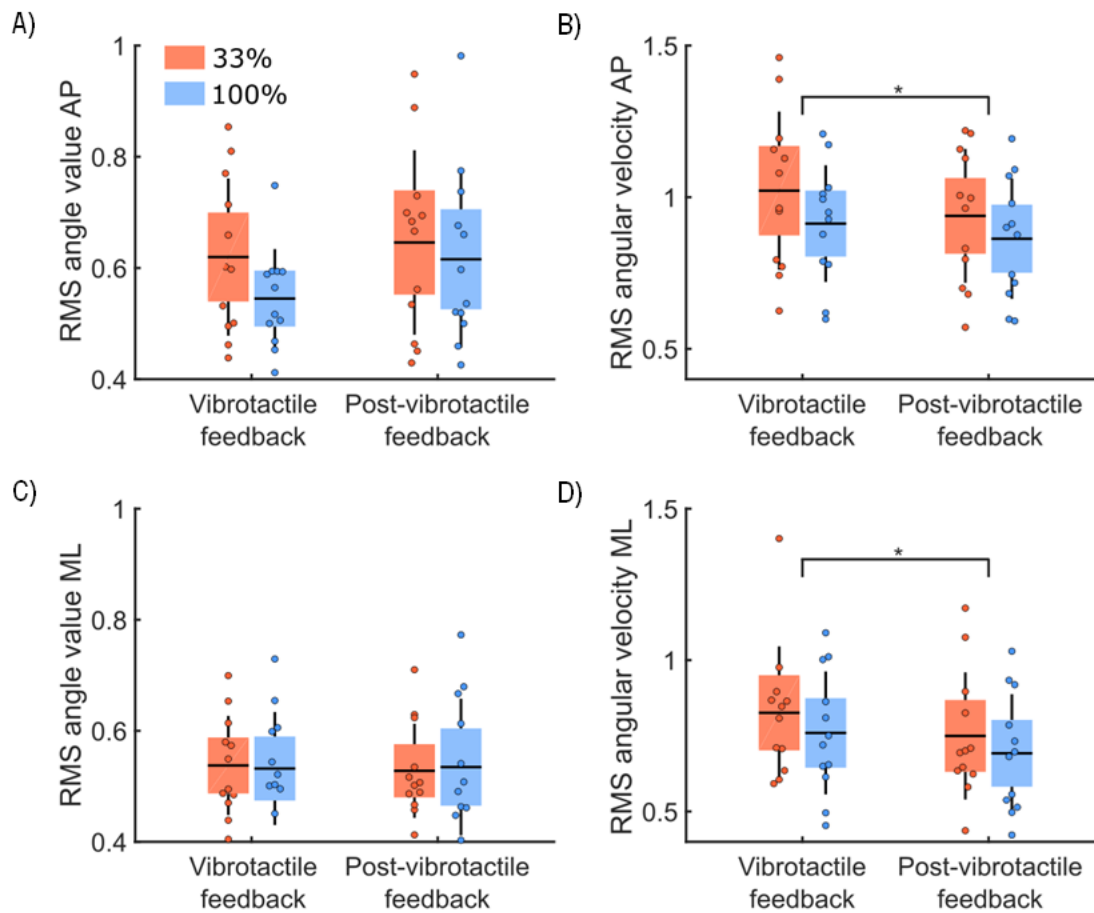 A)
RMS angle value AP
1
0.8
0.6
0.4
33%
100%
Vibrotactile
feedback
Post-vibrotactile
feedback
B)
RMS angular velocity AP
1.5
1
0.5
*
Vibrotactile
feedback
Post-vibrotactile
feedback
C)
RMS angle value ML
1
0.8
0.6
0.4
Vibrotactile
feedback
Post-vibrotactile
feedback
D)
RMS angular velocity ML
1.5
1
0.5
*
Vibrotactile
feedback
Post-vibrotactile
feedback